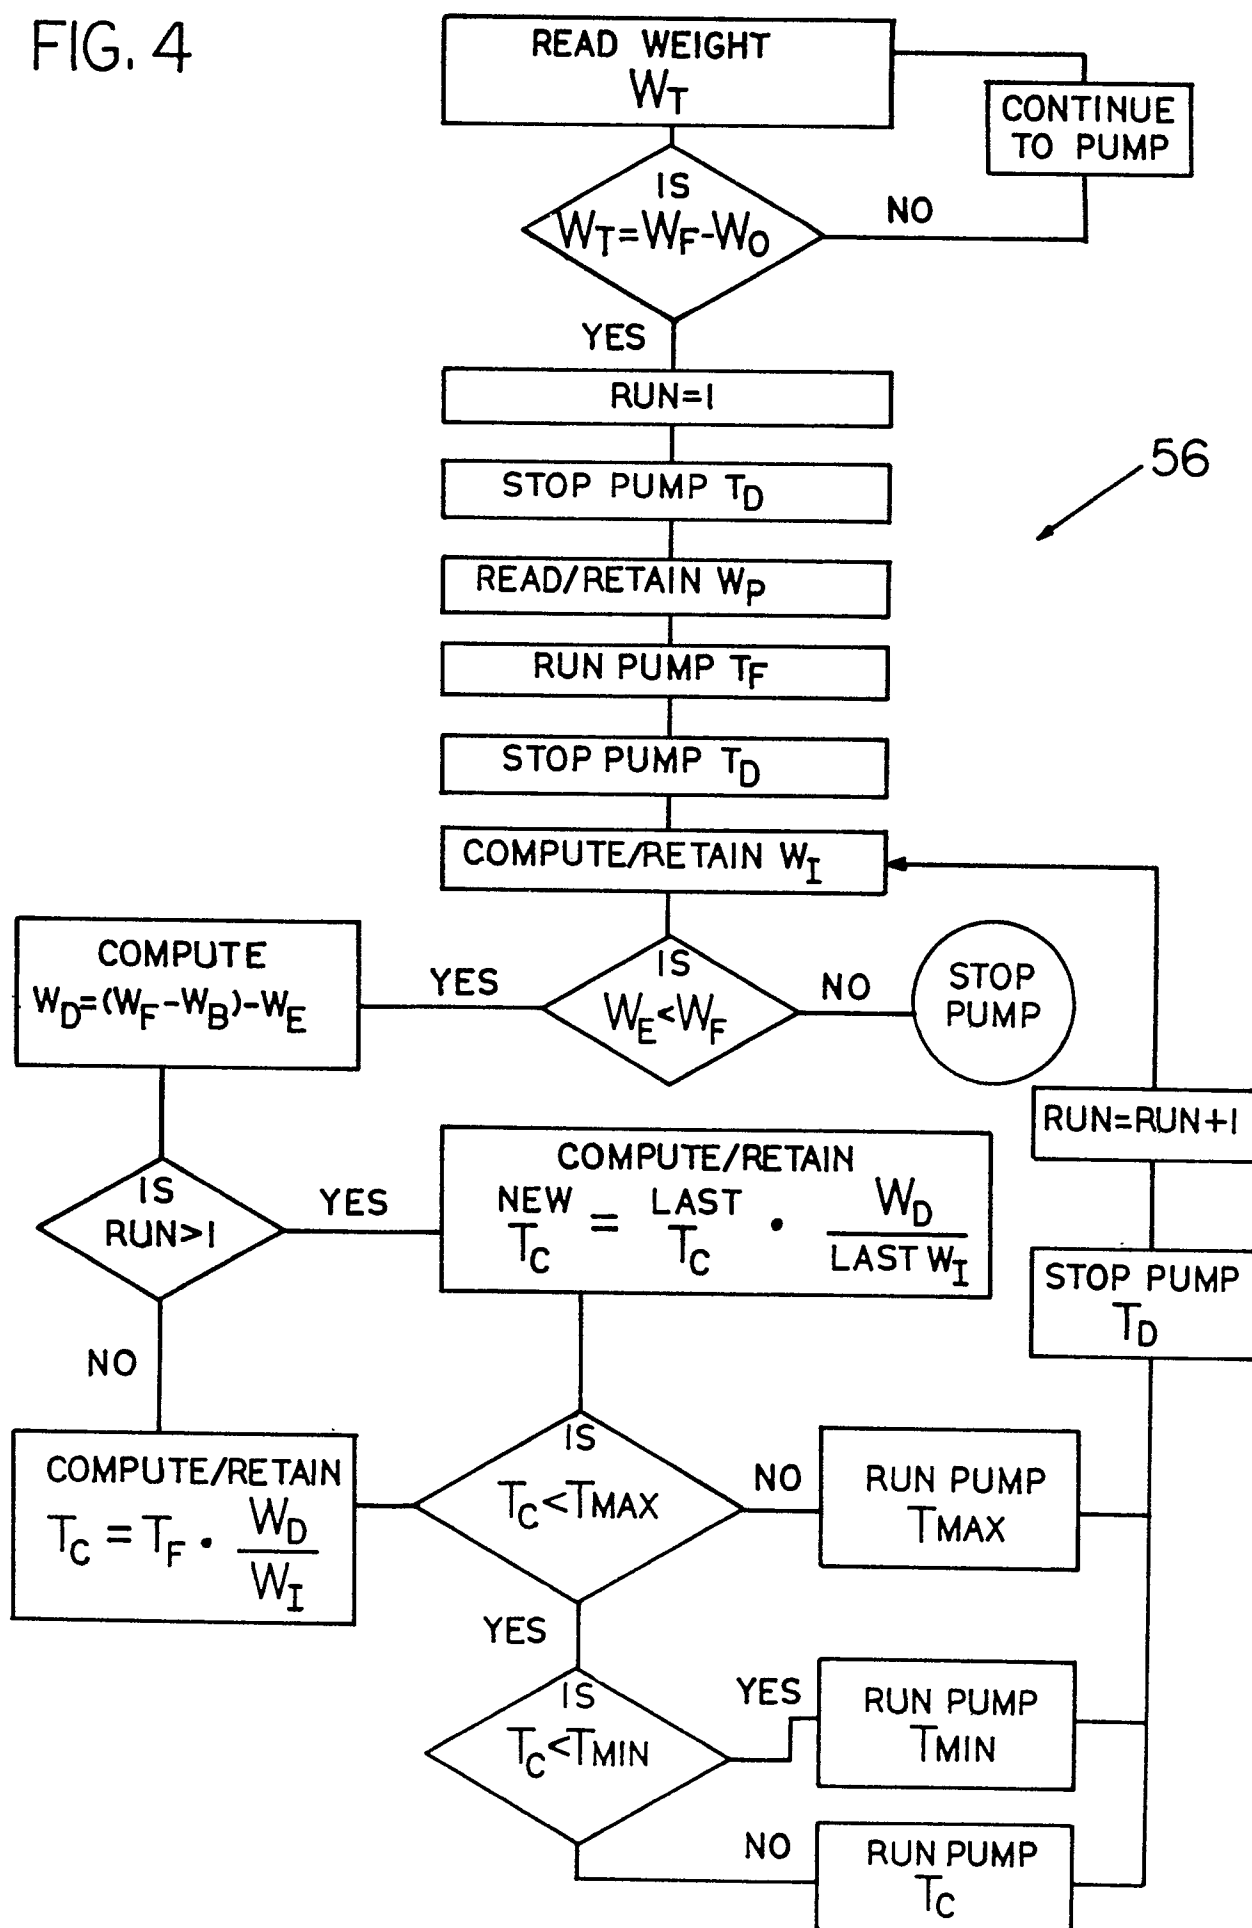 FIG. 4
READ WEIGHT
WT
CONTINUE
TO PUMP
IS
WT=WF-WO
NO
YES
RUN=1
56
STOP PUMP TD
READ/RETAIN WP
RUN PUMP TF
STOP PUMP TD
COMPUTE/RETAIN WI
COMPUTE
WD=(WF-WB)-WE
YES
IS
WE<WF
NO
STOP
PUMP
RUN=RUN+1
IS
RUN>1
YES
COMPUTE/RETAIN
NEW LAST WD
TC = TC • LAST WI
STOP PUMP
TD
NO
COMPUTE/RETAIN
TC = TF • WD
WI
IS
TC<TMAX
NO
RUN PUMP
TMAX
YES
IS
TC<TMIN
YES
RUN PUMP
TMIN
NO
RUN PUMP
TC